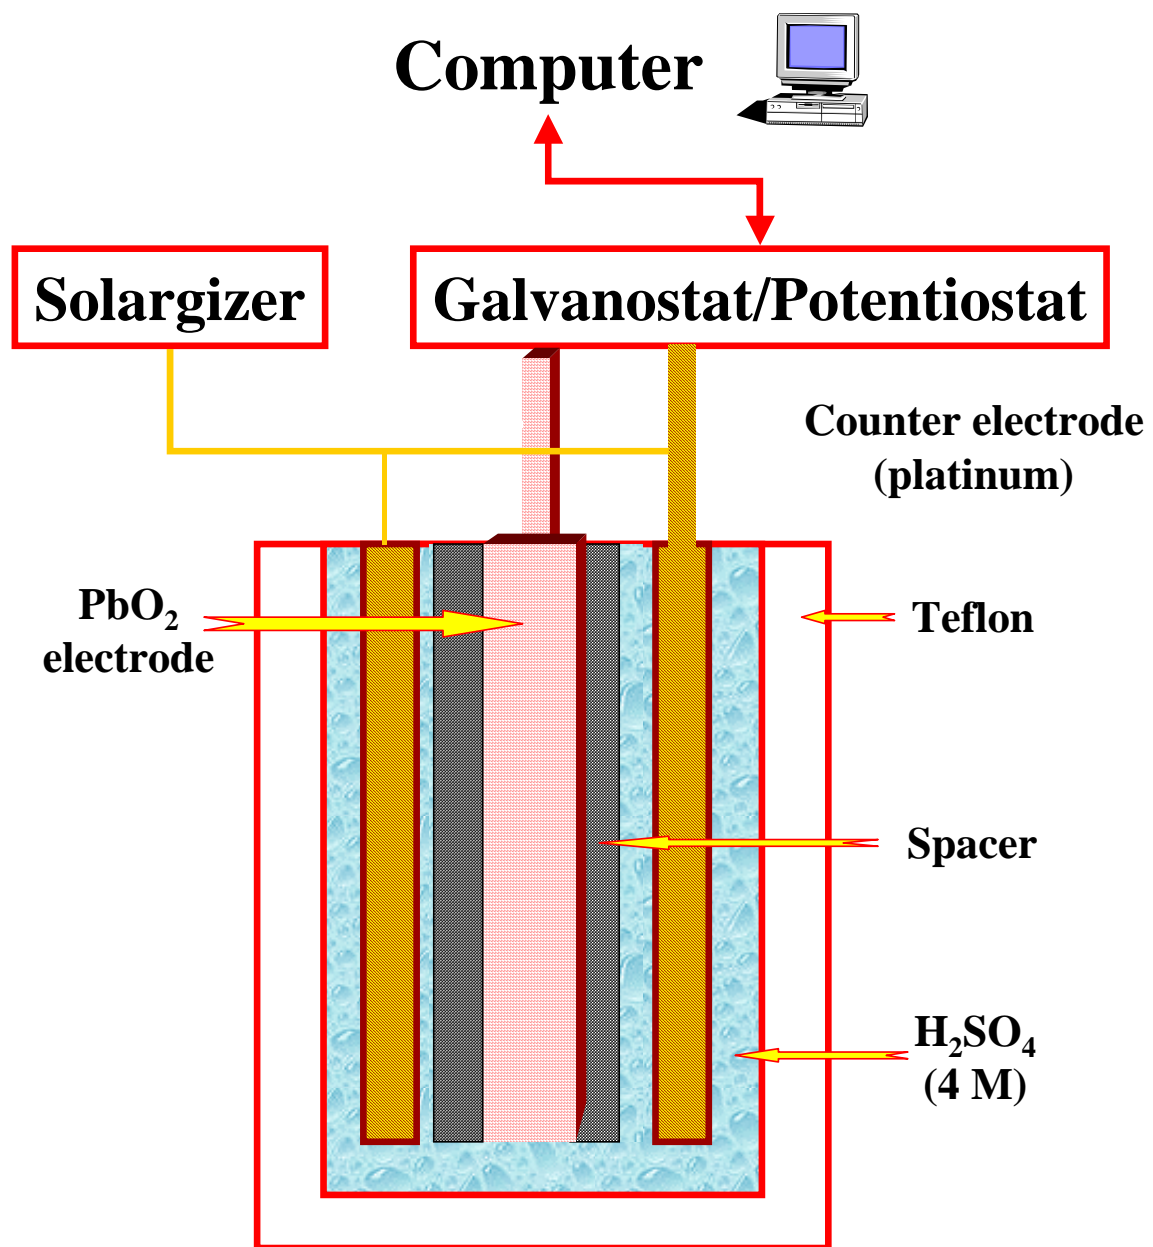 Computer
Solargizer
Galvanostat/Potentiostat
Counter electrode
(platinum)
PbO₂
electrode
Teflon
Spacer
H₂SO₄
(4 M)